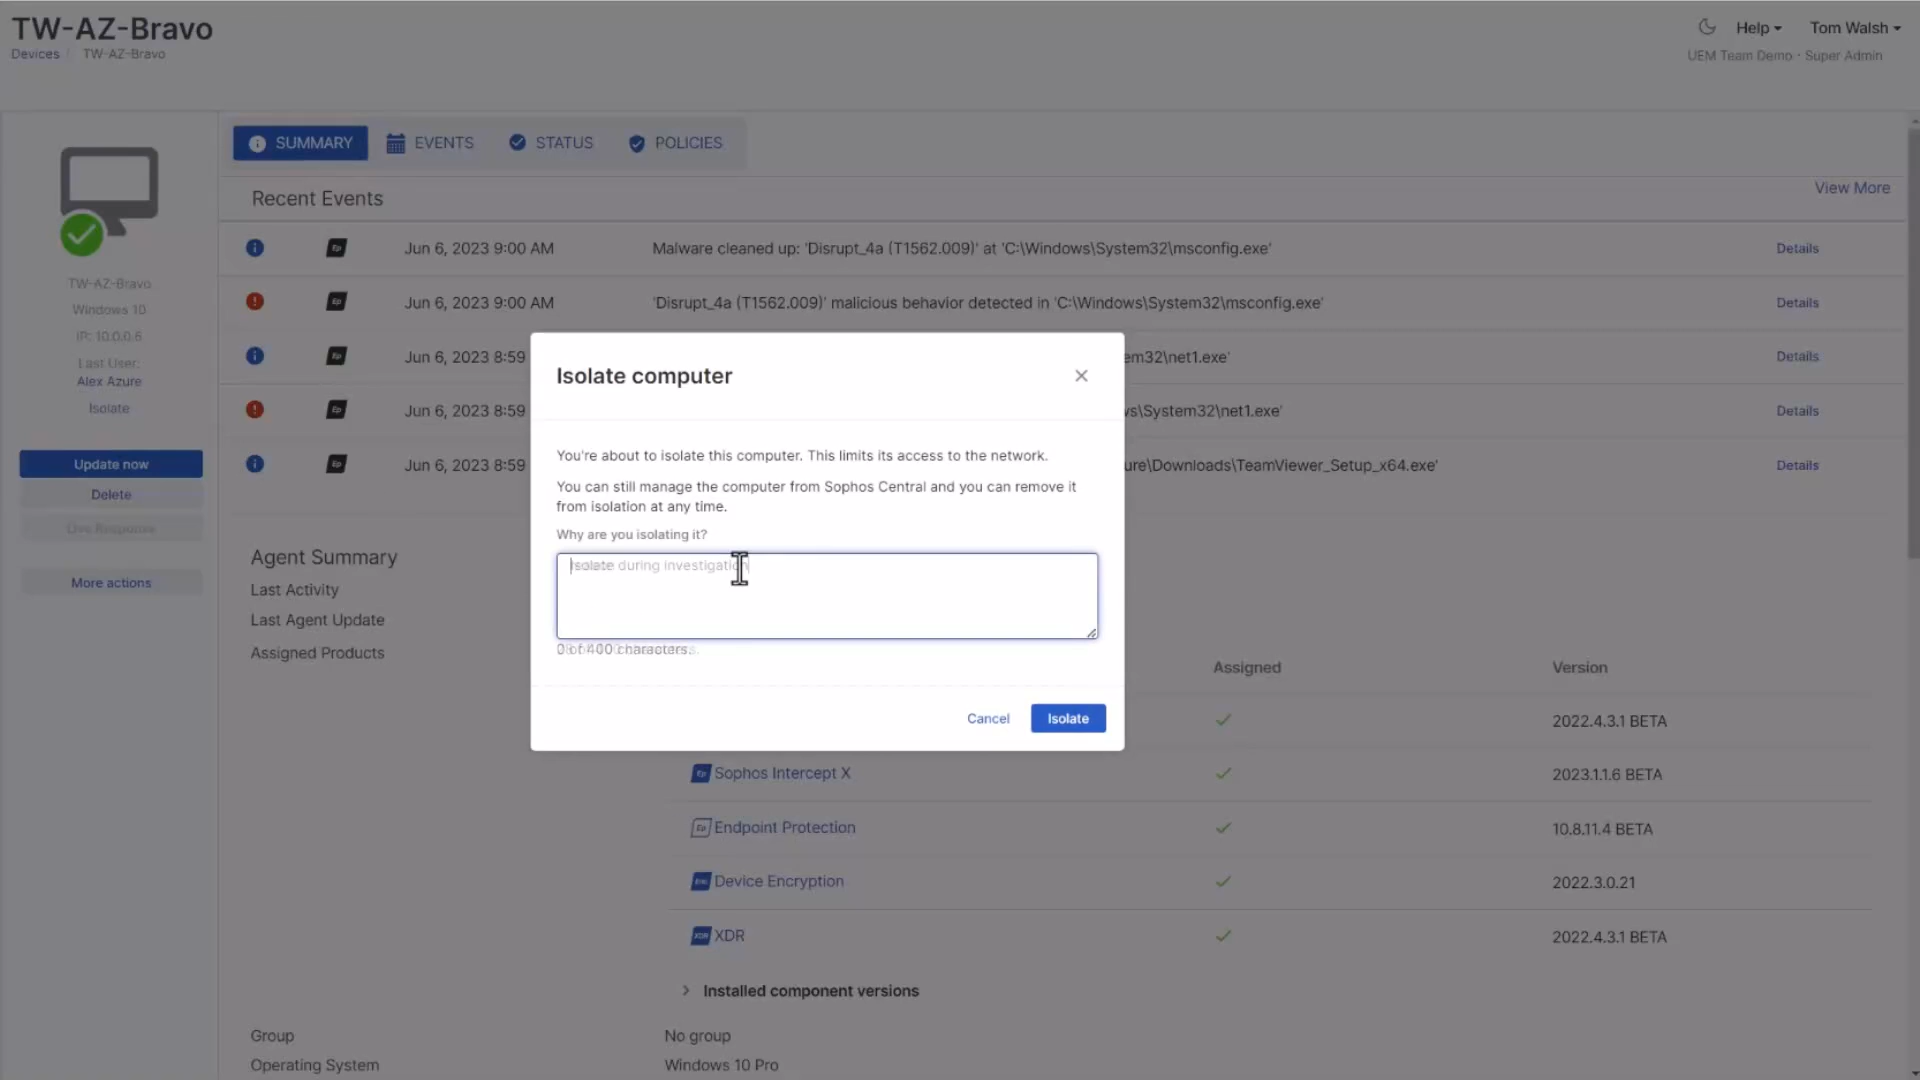 TW-AZ-Bravo
Devices / TW-AZ-Bravo
Help
Tom Walsh
UEM Team Demo · Super Admin
SUMMARY
EVENTS
STATUS
POLICIES
Recent Events
View More
Jun 6, 2023 9:00 AM Malware cleaned up: 'Disrupt_4a (T1562.009)' at 'C:\Windows\System32\msconfig.exe' Details
Jun 6, 2023 9:00 AM 'Disrupt_4a (T1562.009)' malicious behavior detected in 'C:\Windows\System32\msconfig.exe' Details
Jun 6, 2023 8:59 em32\net1.exe' Details
Jun 6, 2023 8:59 vs\System32\net1.exe' Details
Jun 6, 2023 8:59 ure\Downloads\TeamViewer_Setup_x64.exe' Details
TW-AZ-Bravo
Windows 10
IP: 10.0.0.6
Last User:
Alex Azure
Isolate
Update now
Delete
Live Response
More actions
Isolate computer
You're about to isolate this computer. This limits its access to the network.
You can still manage the computer from Sophos Central and you can remove it
from isolation at any time.
Why are you isolating it?
Isolate during investigation
of 400 characters.
Cancel
Isolate
Agent Summary
Last Activity
Last Agent Update
Assigned Products
Assigned Version
2022.4.3.1 BETA
Sophos Intercept X 2023.1.1.6 BETA
Endpoint Protection 10.8.11.4 BETA
Device Encryption 2022.3.0.21
XDR 2022.4.3.1 BETA
Installed component versions
Group No group
Operating System Windows 10 Pro